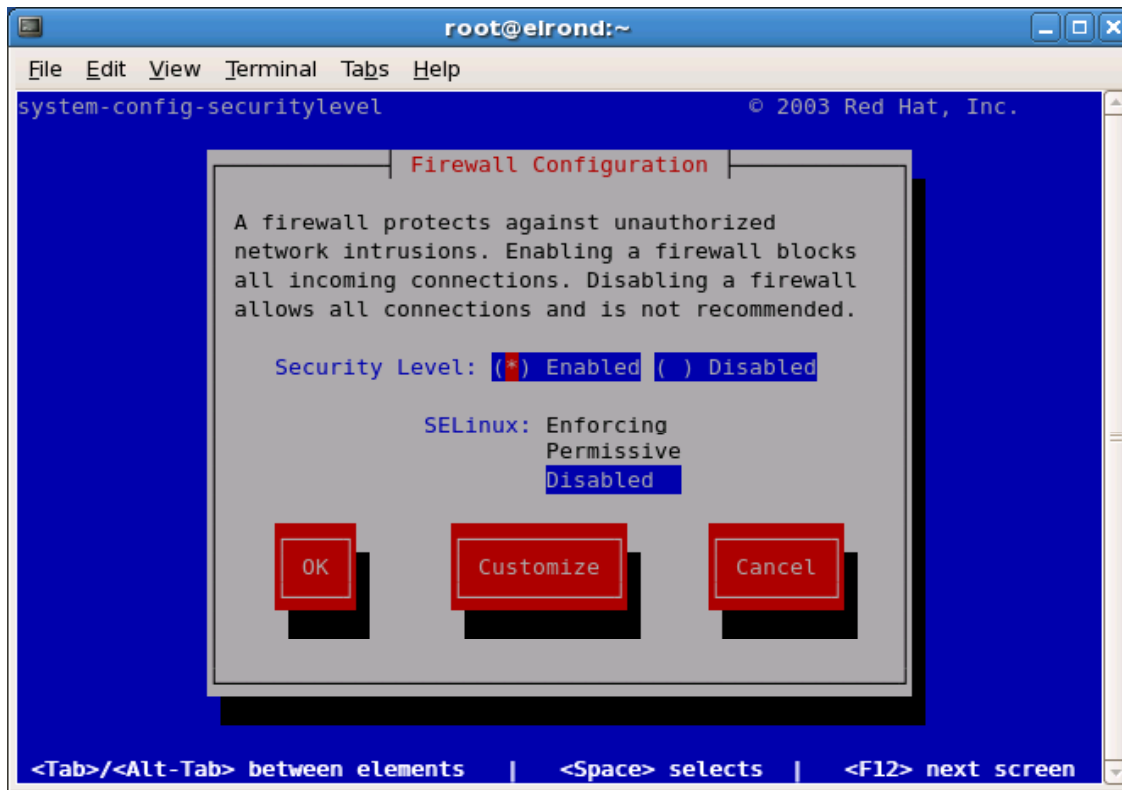 root@elrond:~
File Edit View Terminal Tabs Help
system-config-securitylevel © 2003 Red Hat, Inc.
Firewall Configuration
A firewall protects against unauthorized
network intrusions. Enabling a firewall blocks
all incoming connections. Disabling a firewall
allows all connections and is not recommended.
Security Level: (*) Enabled ( ) Disabled
SELinux: Enforcing
Permissive
Disabled
OK Customize Cancel
<Tab>/<Alt-Tab> between elements | <Space> selects | <F12> next screen